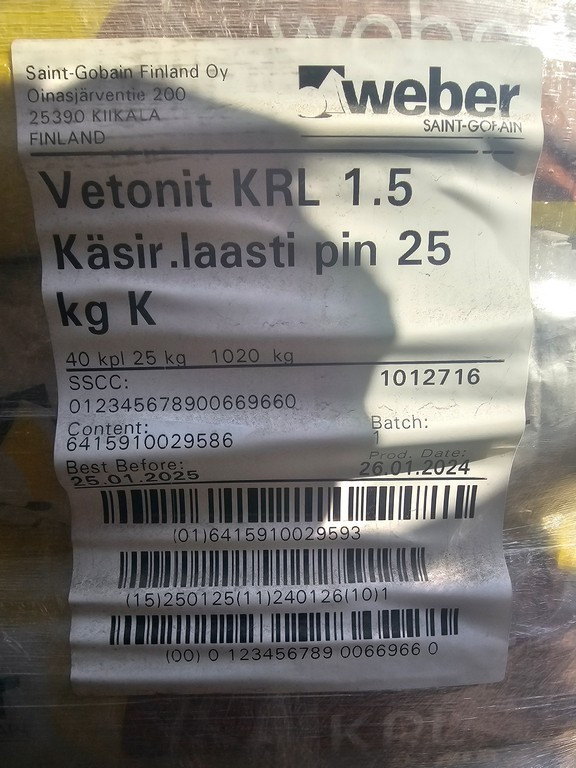 weber
Saint-Gobain Finland Oy
Oinasjärventie 200
25390 KIIKALA
FINLAND
weber
SAINT-GOBAIN
Vetonit KRL 1.5
Käsir.laasti pin 25
kg K
40 kpl 25 kg 1020 kg
SSCC: 1012716
012345678900669660
Content: Batch:
6415910029586 1
Best Before: Prod. Date:
25.01.2025 26.01.2024
(01)6415910029593
(15)250125(11)240126(10)1
(00) 0 123456789 0066966 0
KRL